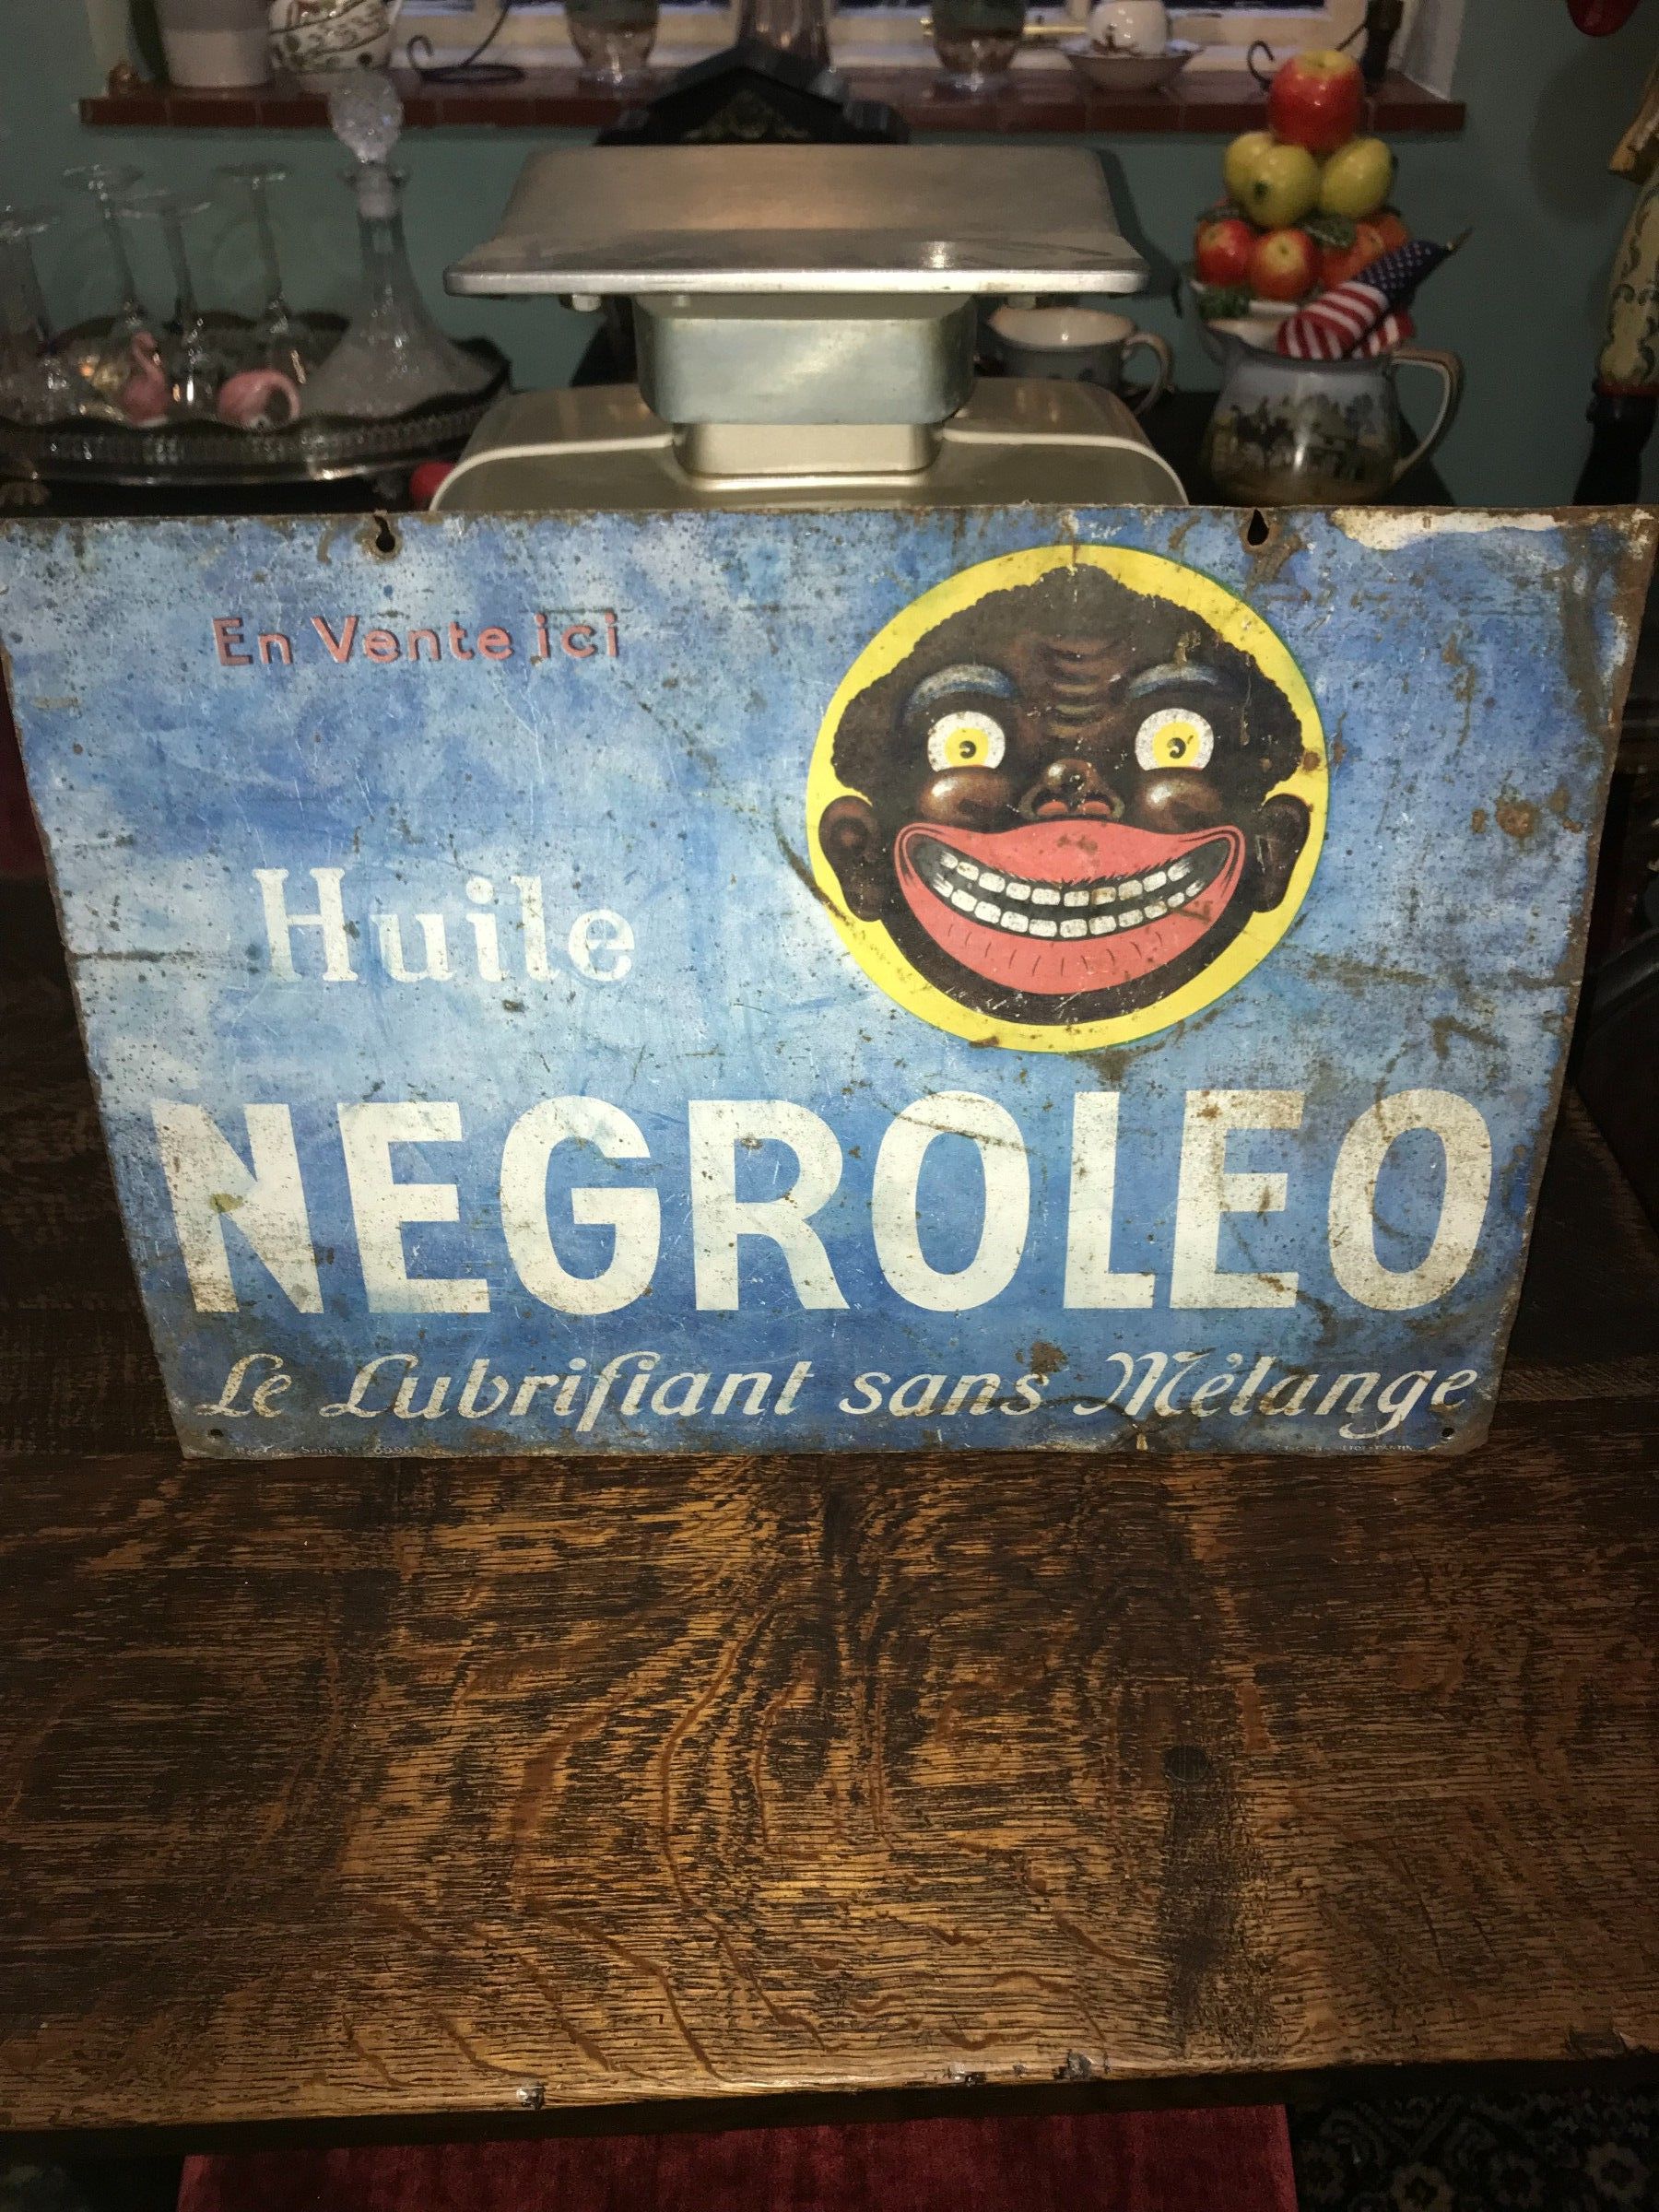 En Vente ici
Huile
NEGROLEO
Le Lubrifiant sans Mélange